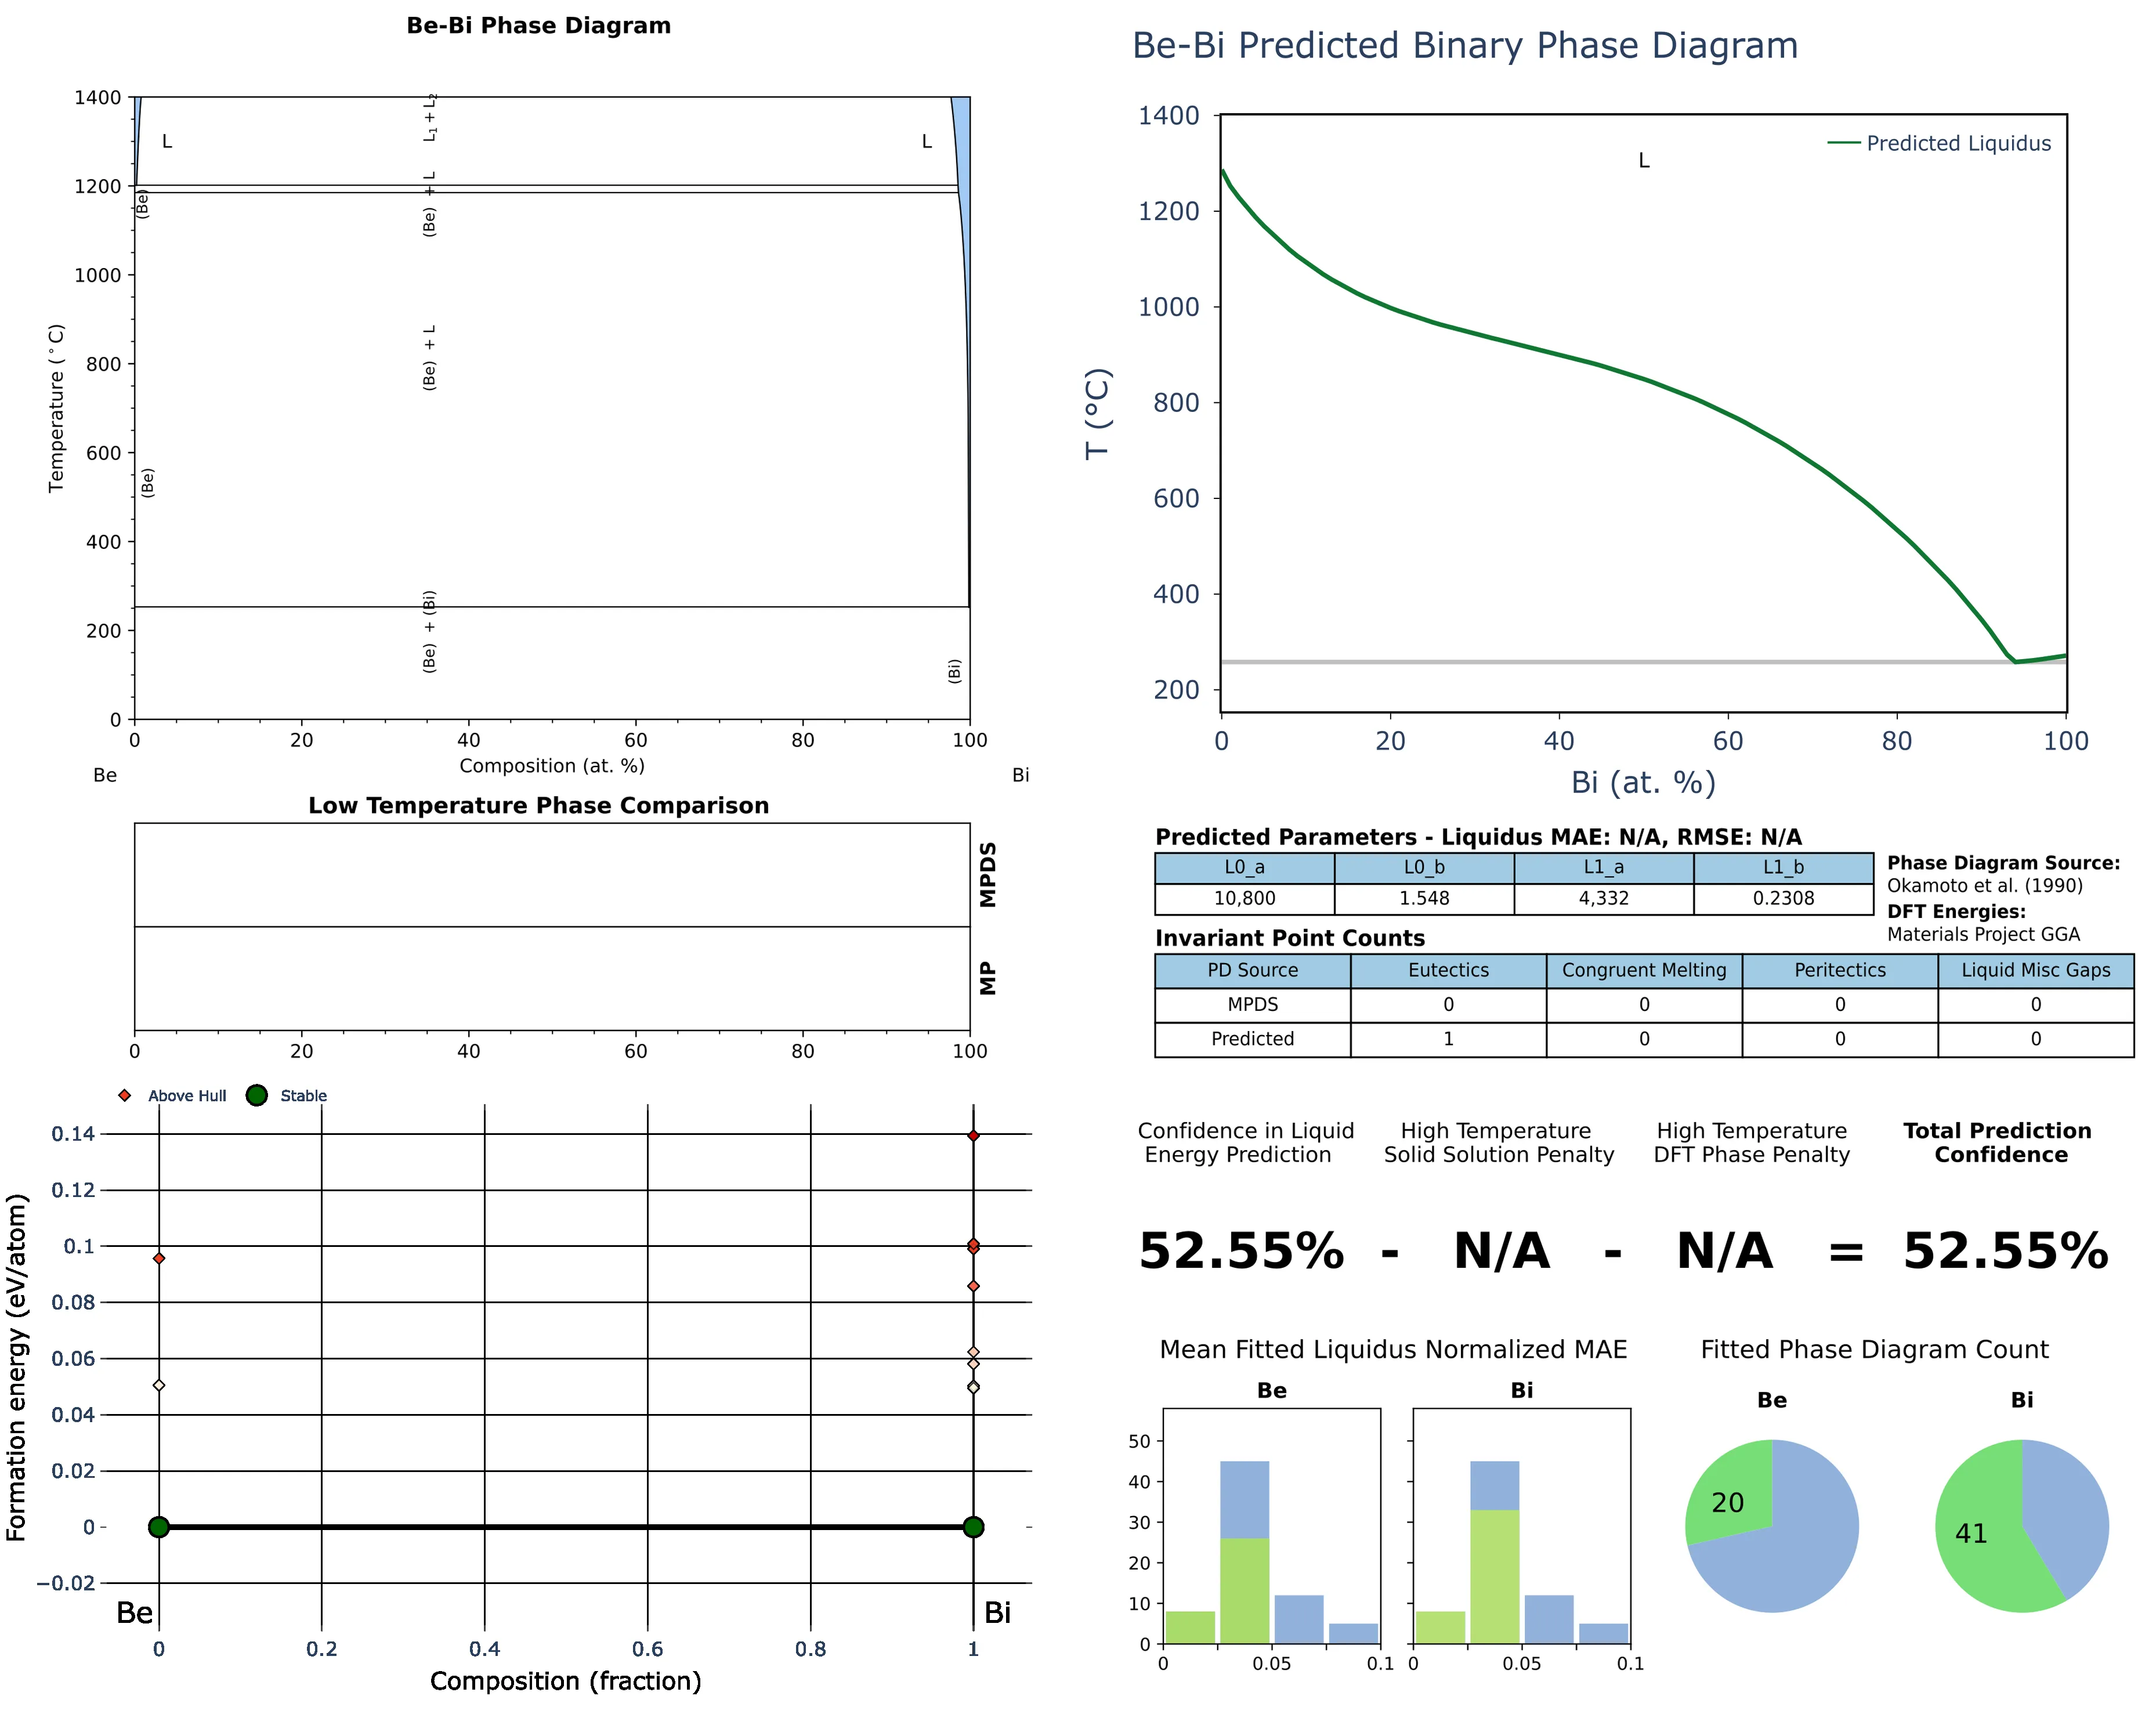 Be-Bi Phase Diagram
1400
1200
1000
800
600
400
200
0
Temperature (°C)
L
L₁ + L₂
L
(Be)
(Be) + L
(Be) + L
(Be)
(Be) + (Bi)
(Bi)
0 20 40 60 80 100
Composition (at. %)
Be Bi
Low Temperature Phase Comparison
MPDS
MP
0 20 40 60 80 100
Above Hull Stable
0.14
0.12
0.1
0.08
0.06
0.04
0.02
0
−0.02
Formation energy (eV/atom)
Be Bi
0 0.2 0.4 0.6 0.8 1
Composition (fraction)
Be-Bi Predicted Binary Phase Diagram
1400
1200
1000
800
600
400
200
T (°C)
L
Predicted Liquidus
0 20 40 60 80 100
Bi (at. %)
Predicted Parameters - Liquidus MAE: N/A, RMSE: N/A
L0_a L0_b L1_a L1_b
10,800 1.548 4,332 0.2308
Phase Diagram Source:
Okamoto et al. (1990)
DFT Energies:
Materials Project GGA
Invariant Point Counts
PD Source Eutectics Congruent Melting Peritectics Liquid Misc Gaps
MPDS 0 0 0 0
Predicted 1 0 0 0
Confidence in Liquid
Energy Prediction
High Temperature
Solid Solution Penalty
High Temperature
DFT Phase Penalty
Total Prediction
Confidence
52.55% - N/A - N/A = 52.55%
Mean Fitted Liquidus Normalized MAE
Be Bi
50
40
30
20
10
0
0 0.05 0.1 0 0.05 0.1
Fitted Phase Diagram Count
Be Bi
20 41